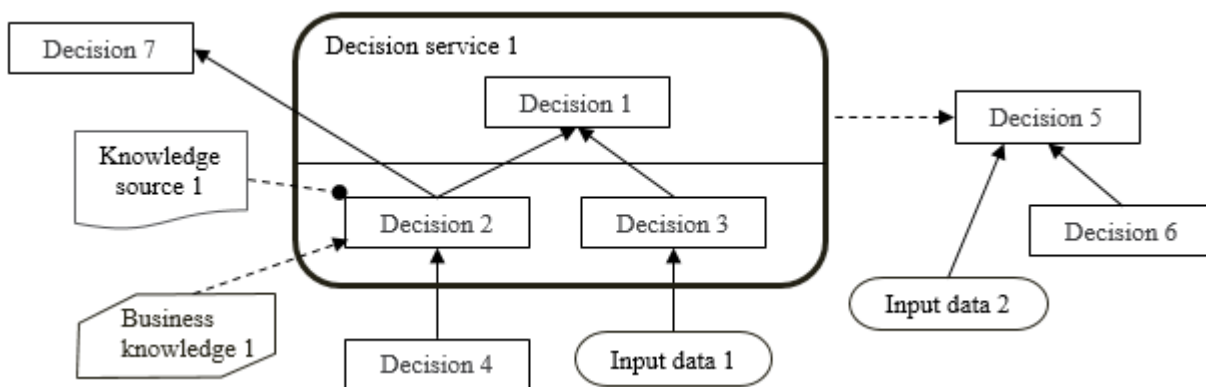 Decision 7
Decision service 1
Decision 1
Decision 5
Knowledge
source 1
Decision 2
Decision 3
Decision 6
Business
knowledge 1
Input data 2
Decision 4
Input data 1